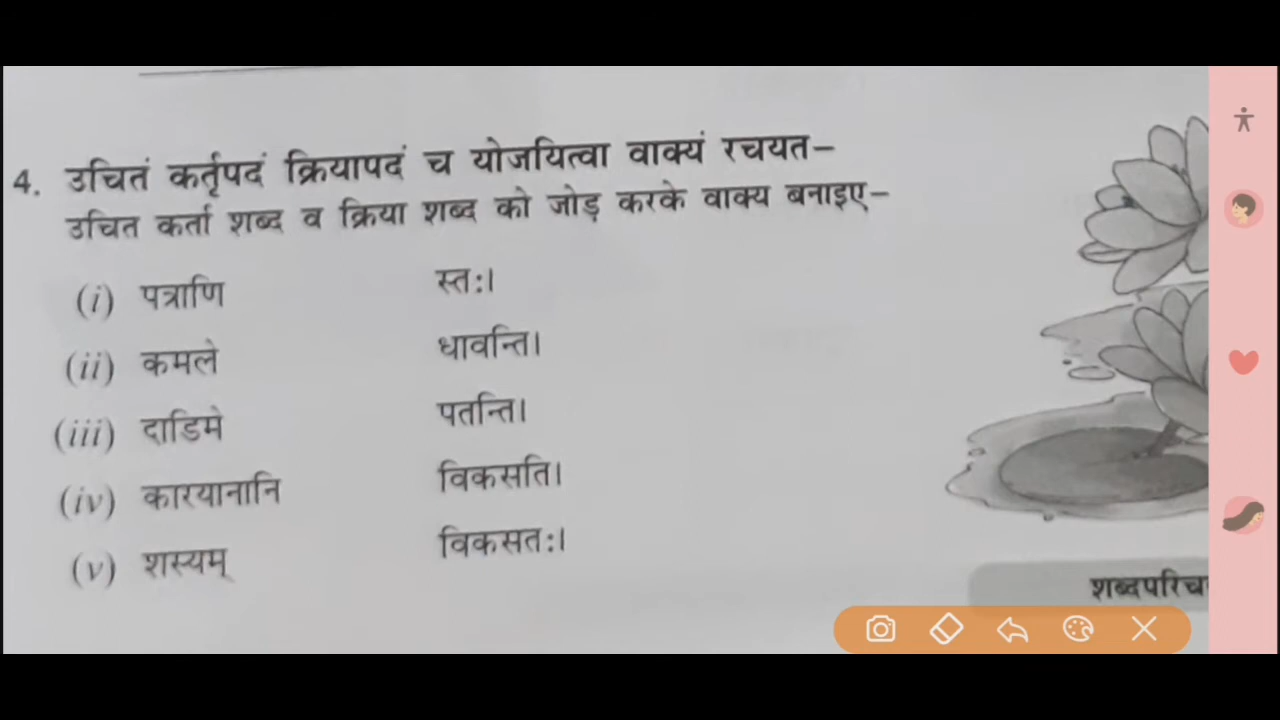 4. उचितं कर्तृपदं क्रियापदं च योजयित्वा वाक्यं रचयत–
उचित कर्ता शब्द व क्रिया शब्द को जोड़ करके वाक्य बनाइए–
(i) पत्राणि स्तः।
(ii) कमले धावन्ति।
(iii) दाडिमे पतन्ति।
(iv) कारयानानि विकसति।
(v) शस्यम् विकसतः।